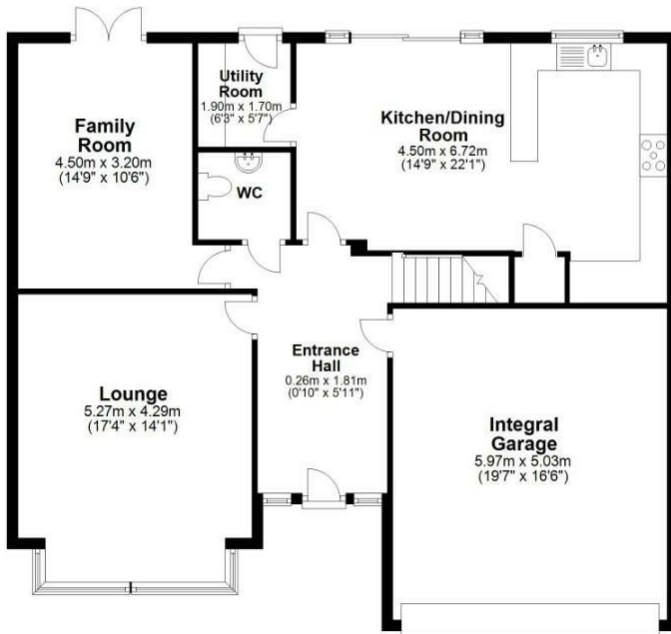 Family
Room
4.50m x 3.20m
(14'9" x 10'6")
Utility
Room
1.90m x 1.70m
(6'3" x 5'7")
Kitchen/Dining
Room
4.50m x 6.72m
(14'9" x 22'1")
WC
Lounge
5.27m x 4.29m
(17'4" x 14'1")
Entrance
Hall
0.26m x 1.81m
(0'10" x 5'11")
Integral
Garage
5.97m x 5.03m
(19'7" x 16'6")